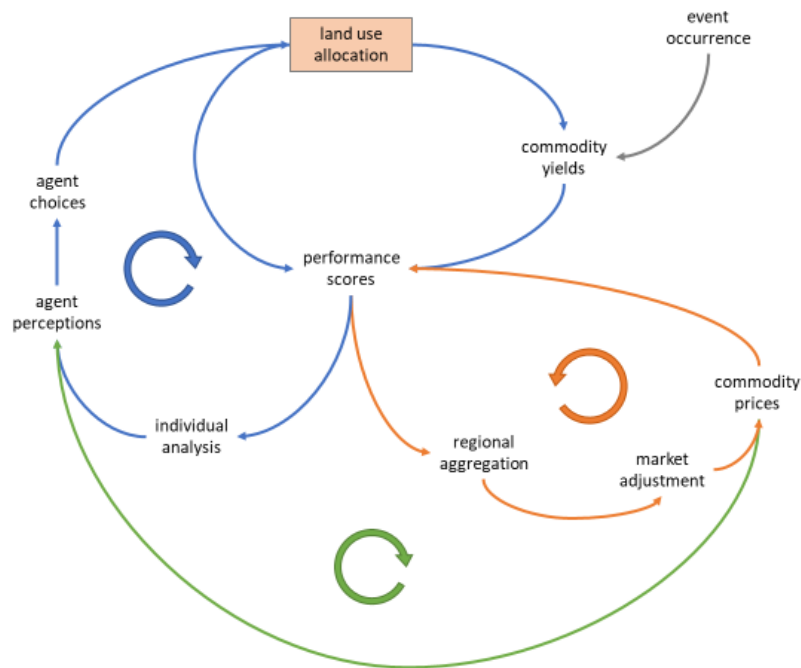 land use
allocation
event
occurrence
commodity
yields
agent
choices
performance
scores
agent
perceptions
commodity
prices
individual
analysis
regional
aggregation
market
adjustment